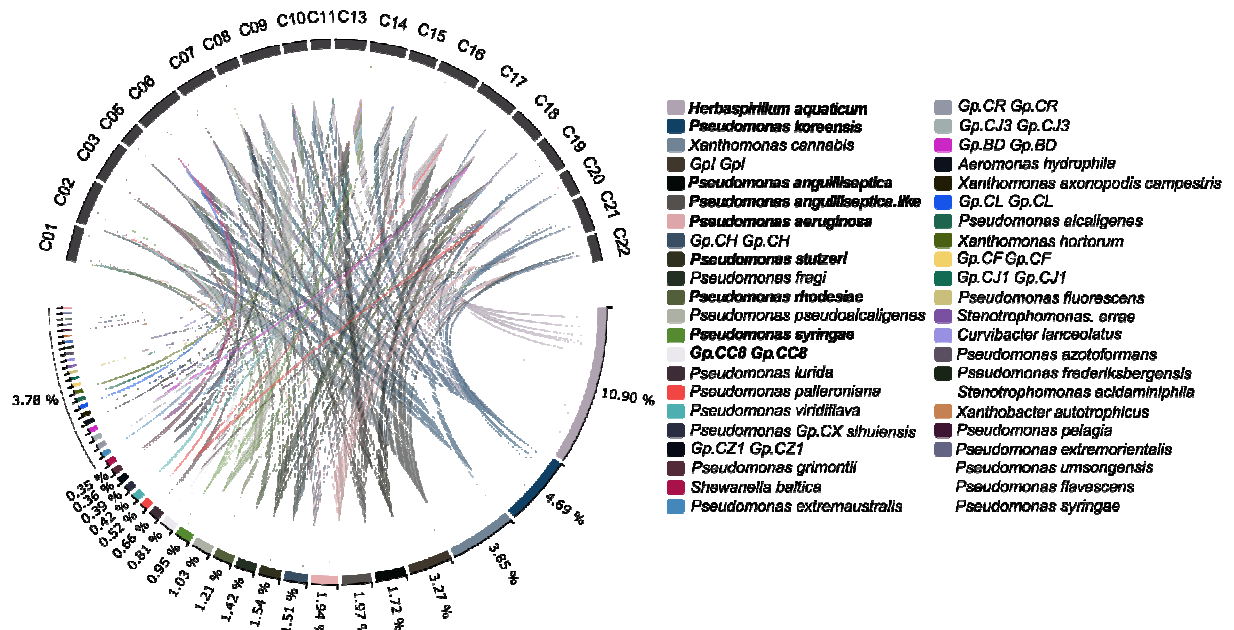 C01
C02
C03
C05
C06
C07
C08
C09
C10
C11
C13
C14
C15
C16
C17
C18
C19
C20
C21
C22
10.90 %
4.69 %
3.85 %
3.27 %
1.72 %
1.97 %
1.94 %
1.51 %
1.54 %
1.42 %
1.21 %
1.03 %
0.95 %
0.81 %
0.66 %
0.52 %
0.42 %
0.39 %
0.36 %
0.35 %
3.78 %
Herbaspirillum aquaticum
Pseudomonas koreensis
Xanthomonas cannabis
GpI GpI
Pseudomonas anguilliseptica
Pseudomonas anguilliseptica.like
Pseudomonas aeruginosa
Gp.CH Gp.CH
Pseudomonas stutzeri
Pseudomonas fragi
Pseudomonas rhodesiae
Pseudomonas pseudoalcaligenes
Pseudomonas syringae
Gp.CC8 Gp.CC8
Pseudomonas lurida
Pseudomonas palleroniana
Pseudomonas viridiflava
Pseudomonas Gp.CX sihuiensis
Gp.CZ1 Gp.CZ1
Pseudomonas grimontii
Shewanella baltica
Pseudomonas extremaustralis
Gp.CR Gp.CR
Gp.CJ3 Gp.CJ3
Gp.BD Gp.BD
Aeromonas hydrophila
Xanthomonas axonopodis campestris
Gp.CL Gp.CL
Pseudomonas alcaligenes
Xanthomonas hortorum
Gp.CF Gp.CF
Gp.CJ1 Gp.CJ1
Pseudomonas fluorescens
Stenotrophomonas. errae
Curvibacter lanceolatus
Pseudomonas azotoformans
Pseudomonas frederiksbergensis
Stenotrophomonas acidaminiphila
Xanthobacter autotrophicus
Pseudomonas pelagia
Pseudomonas extremorientalis
Pseudomonas umsongensis
Pseudomonas flavescens
Pseudomonas syringae